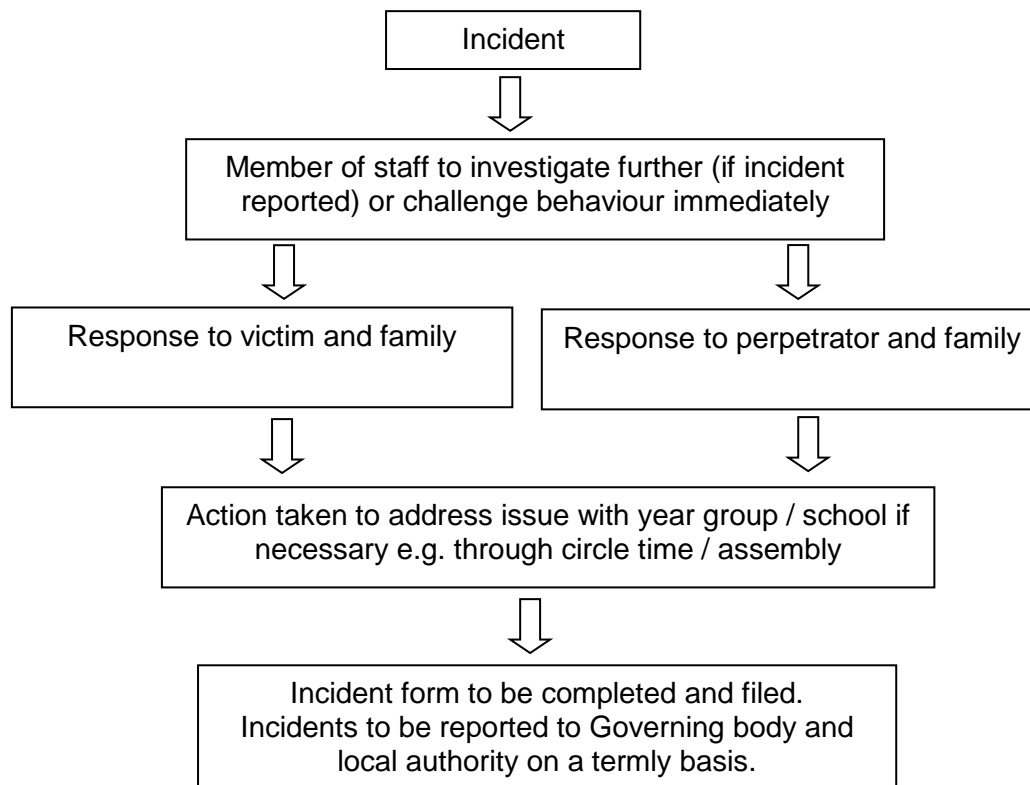 Incident
Member of staff to investigate further (if incident
reported) or challenge behaviour immediately
Response to victim and family
Response to perpetrator and family
Action taken to address issue with year group / school if
necessary e.g. through circle time / assembly
Incident form to be completed and filed.
Incidents to be reported to Governing body and
local authority on a termly basis.